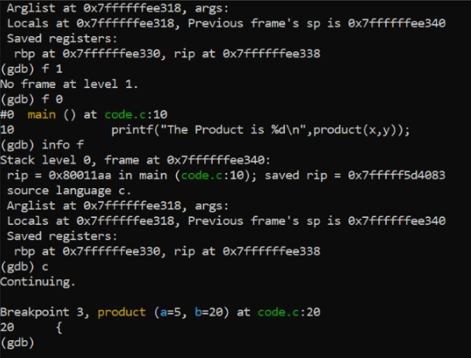 Arglist at 0x7ffffffee318, args:
Locals at 0x7ffffffee318, Previous frame's sp is 0x7ffffffee340
Saved registers:
rbp at 0x7ffffffee330, rip at 0x7ffffffee338
(gdb) f 1
No frame at level 1.
(gdb) f 0
#0  main () at code.c:10
10              printf("The Product is %d\n",product(x,y));
(gdb) info f
Stack level 0, frame at 0x7ffffffee340:
rip = 0x80011aa in main (code.c:10); saved rip = 0x7fffff5d4083
source language c.
Arglist at 0x7ffffffee318, args:
Locals at 0x7ffffffee318, Previous frame's sp is 0x7ffffffee340
Saved registers:
rbp at 0x7ffffffee330, rip at 0x7ffffffee338
(gdb) c
Continuing.
Breakpoint 3, product (a=5, b=20) at code.c:20
20      {
(gdb)